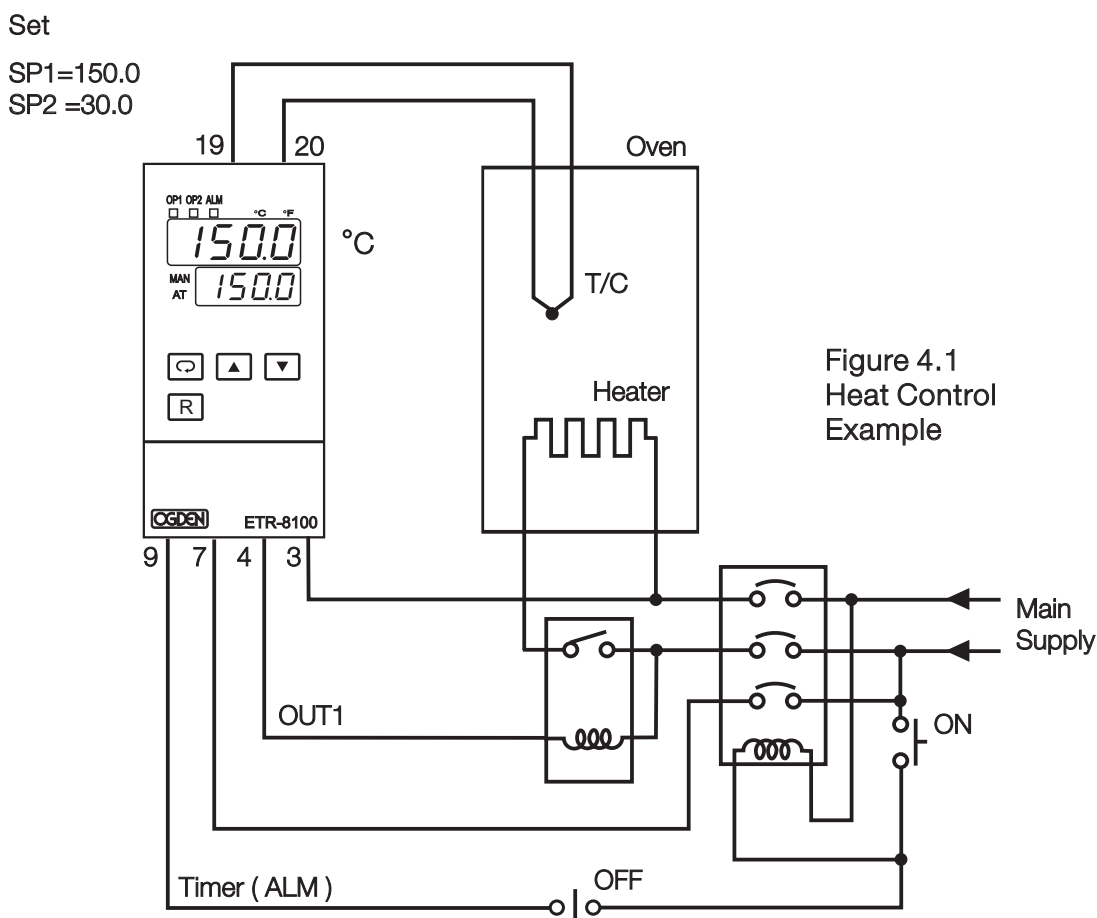 Set
SP1=150.0
SP2 =30.0
19
20
Oven
OP1 OP2 ALM
°C °F
150.0
°C
MAN
AT
150.0
T/C
R
Heater
Figure 4.1
Heat Control
Example
OGDEN
ETR-8100
9 7 4 3
Main
Supply
OUT1
ON
Timer ( ALM )
OFF